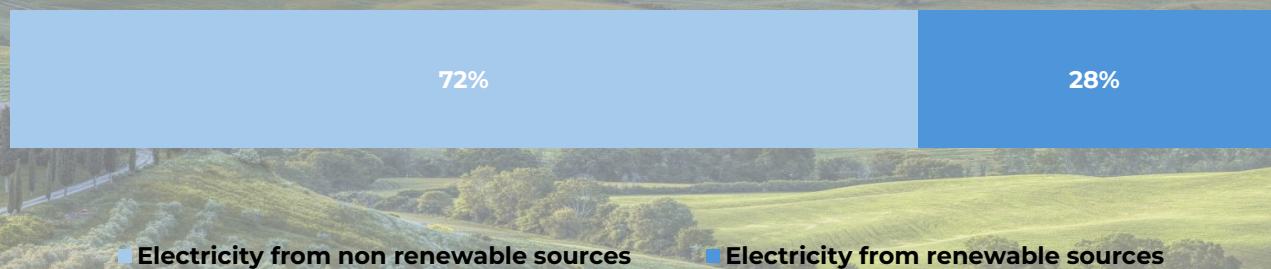 72%
28%
Electricity from non renewable sources
Electricity from renewable sources